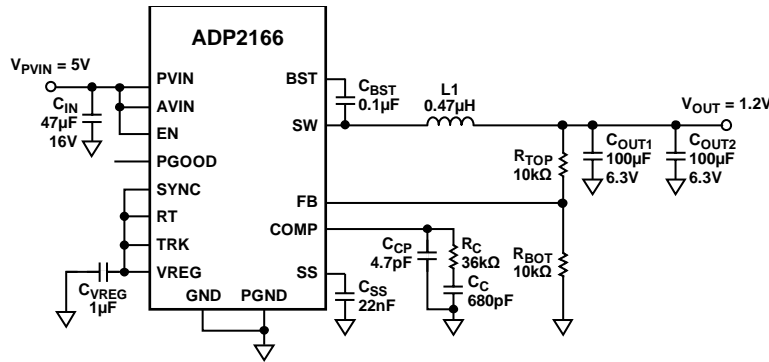 ADP2166
V_PVIN = 5V
PVIN
AVIN
EN
PGOOD
SYNC
RT
TRK
VREG
GND
PGND
BST
SW
FB
COMP
SS
C_IN
47µF
16V
C_VREG
1µF
C_BST
0.1µF
L1
0.47µH
V_OUT = 1.2V
C_OUT1
100µF
6.3V
C_OUT2
100µF
6.3V
R_TOP
10kΩ
R_BOT
10kΩ
C_CP
4.7pF
R_C
36kΩ
C_C
680pF
C_SS
22nF